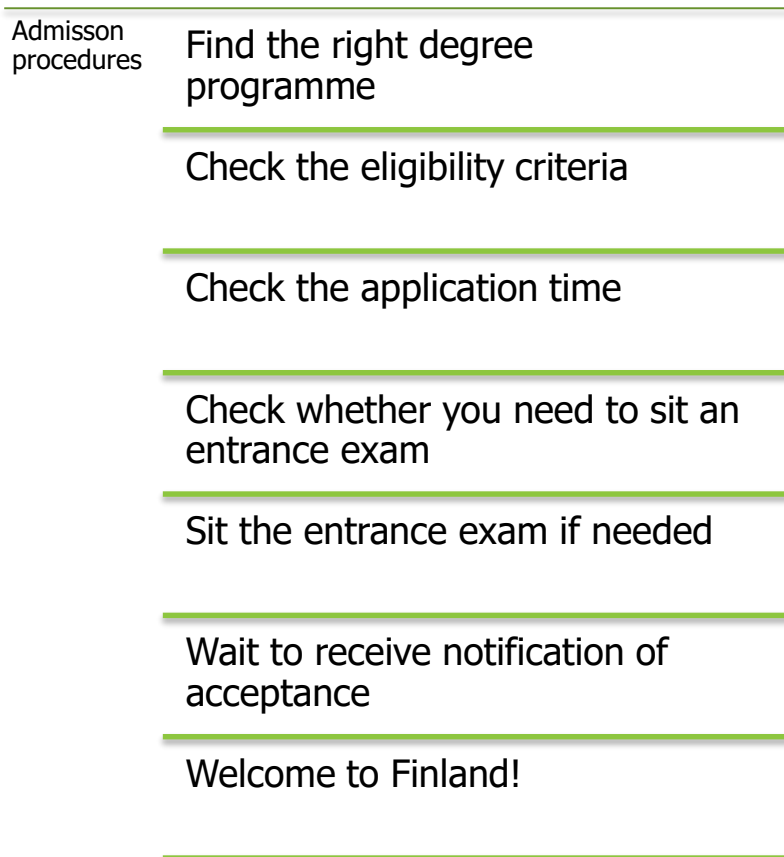 Admisson
procedures
Find the right degree
programme
Check the eligibility criteria
Check the application time
Check whether you need to sit an
entrance exam
Sit the entrance exam if needed
Wait to receive notification of
acceptance
Welcome to Finland!